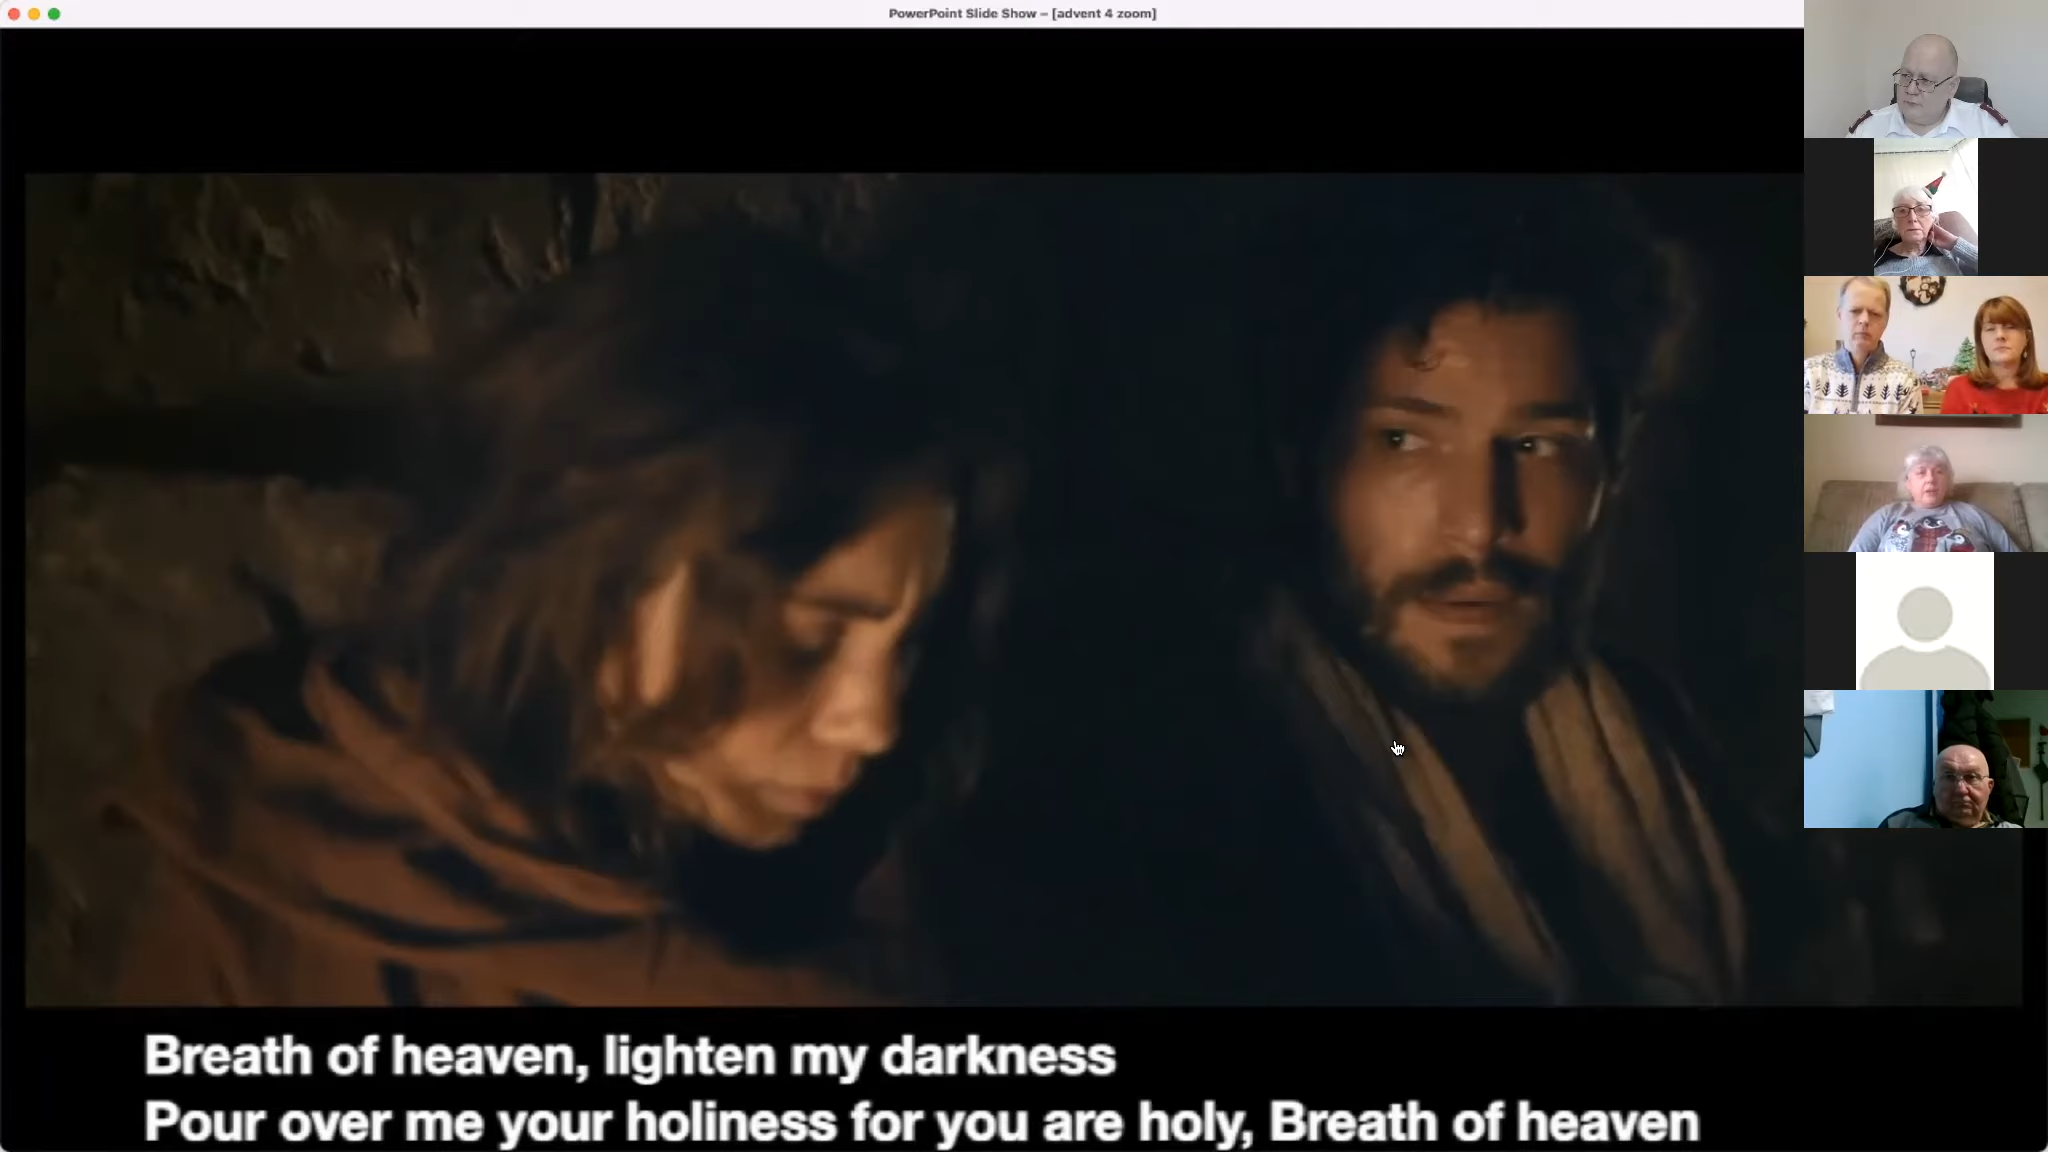 PowerPoint Slide Show – [advent 4 zoom]
Breath of heaven, lighten my darkness
Pour over me your holiness for you are holy, Breath of heaven